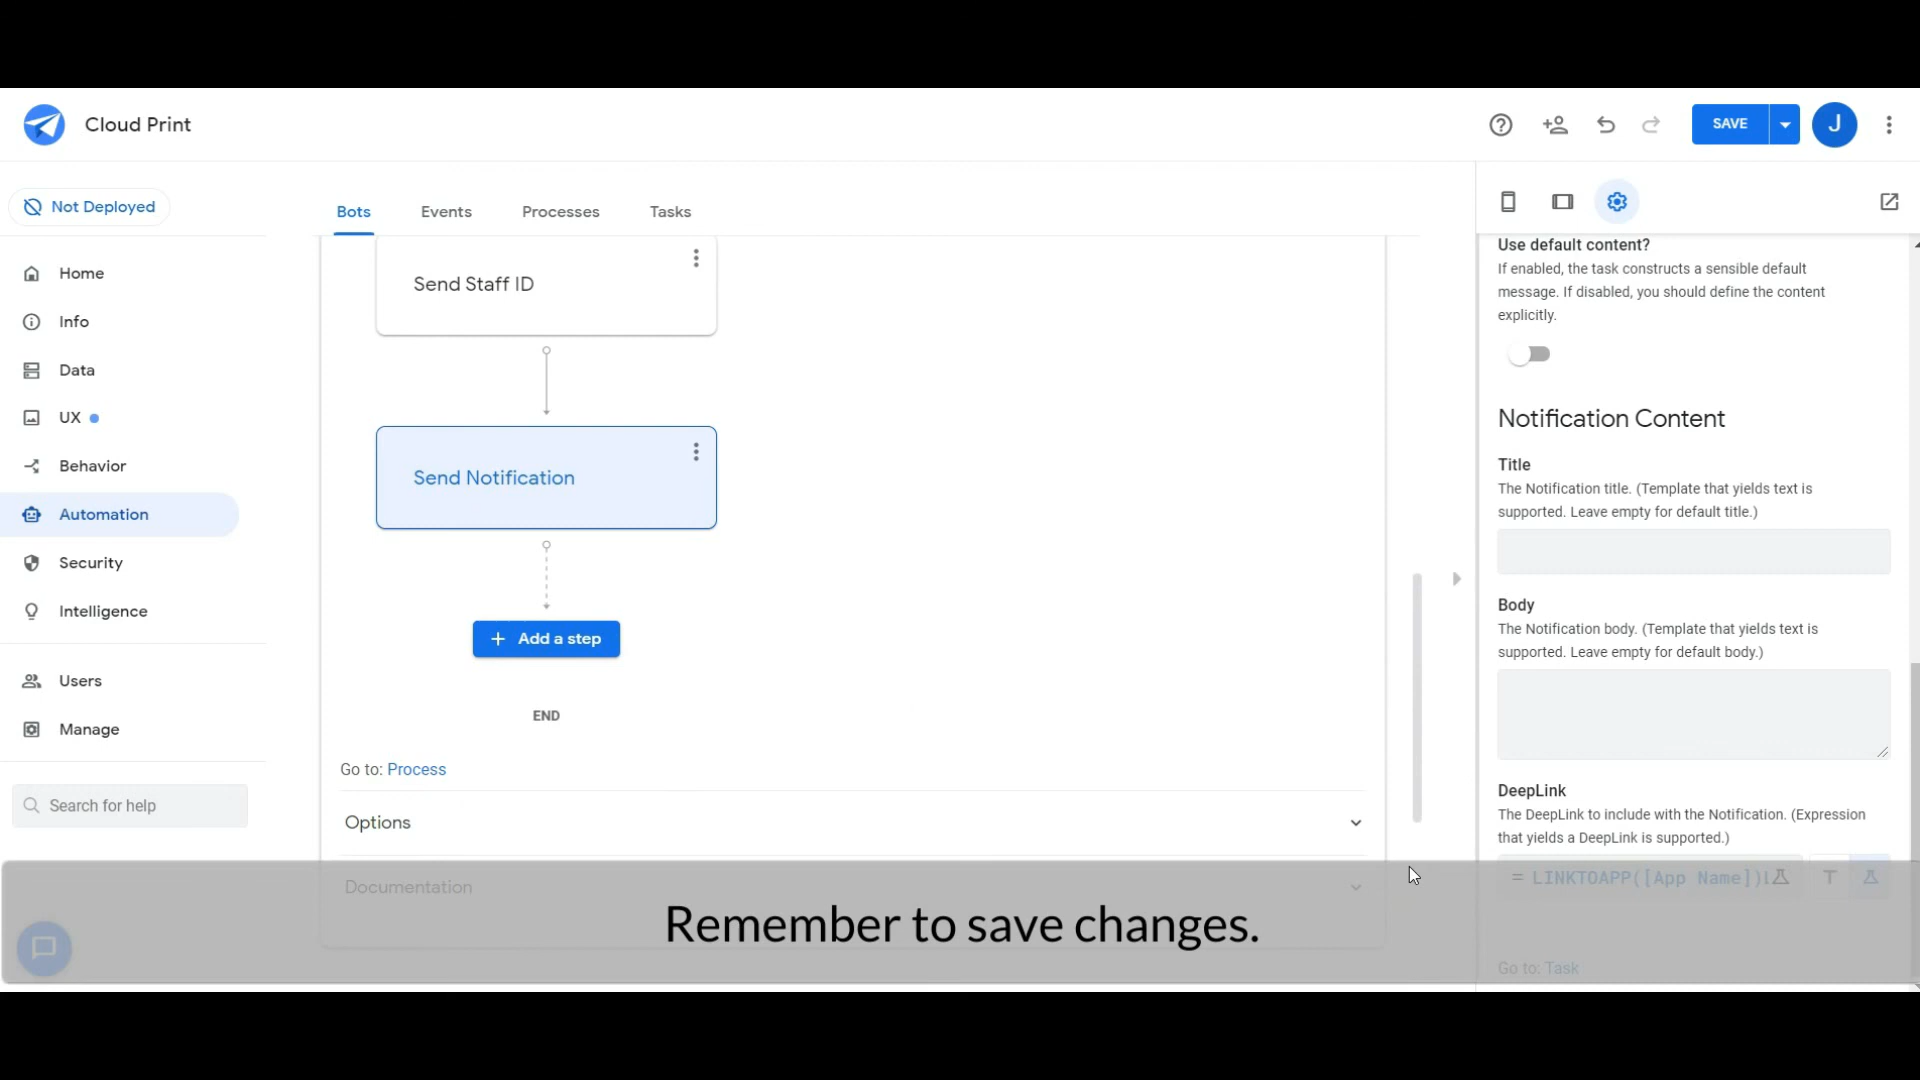 Cloud Print
SAVE
J
Not Deployed
Bots Events Processes Tasks
Home
Info
Data
UX
Behavior
Automation
Security
Intelligence
Users
Manage
Search for help
Send Staff ID
Send Notification
+ Add a step
END
Go to: Process
Options
Documentation
Use default content?
If enabled, the task constructs a sensible default
message. If disabled, you should define the content
explicitly.
Notification Content
Title
The Notification title. (Template that yields text is
supported. Leave empty for default title.)
Body
The Notification body. (Template that yields text is
supported. Leave empty for default body.)
DeepLink
The DeepLink to include with the Notification. (Expression
that yields a DeepLink is supported.)
= LINKTOAPP([App Name])
T
Go to: Task
Remember to save changes.